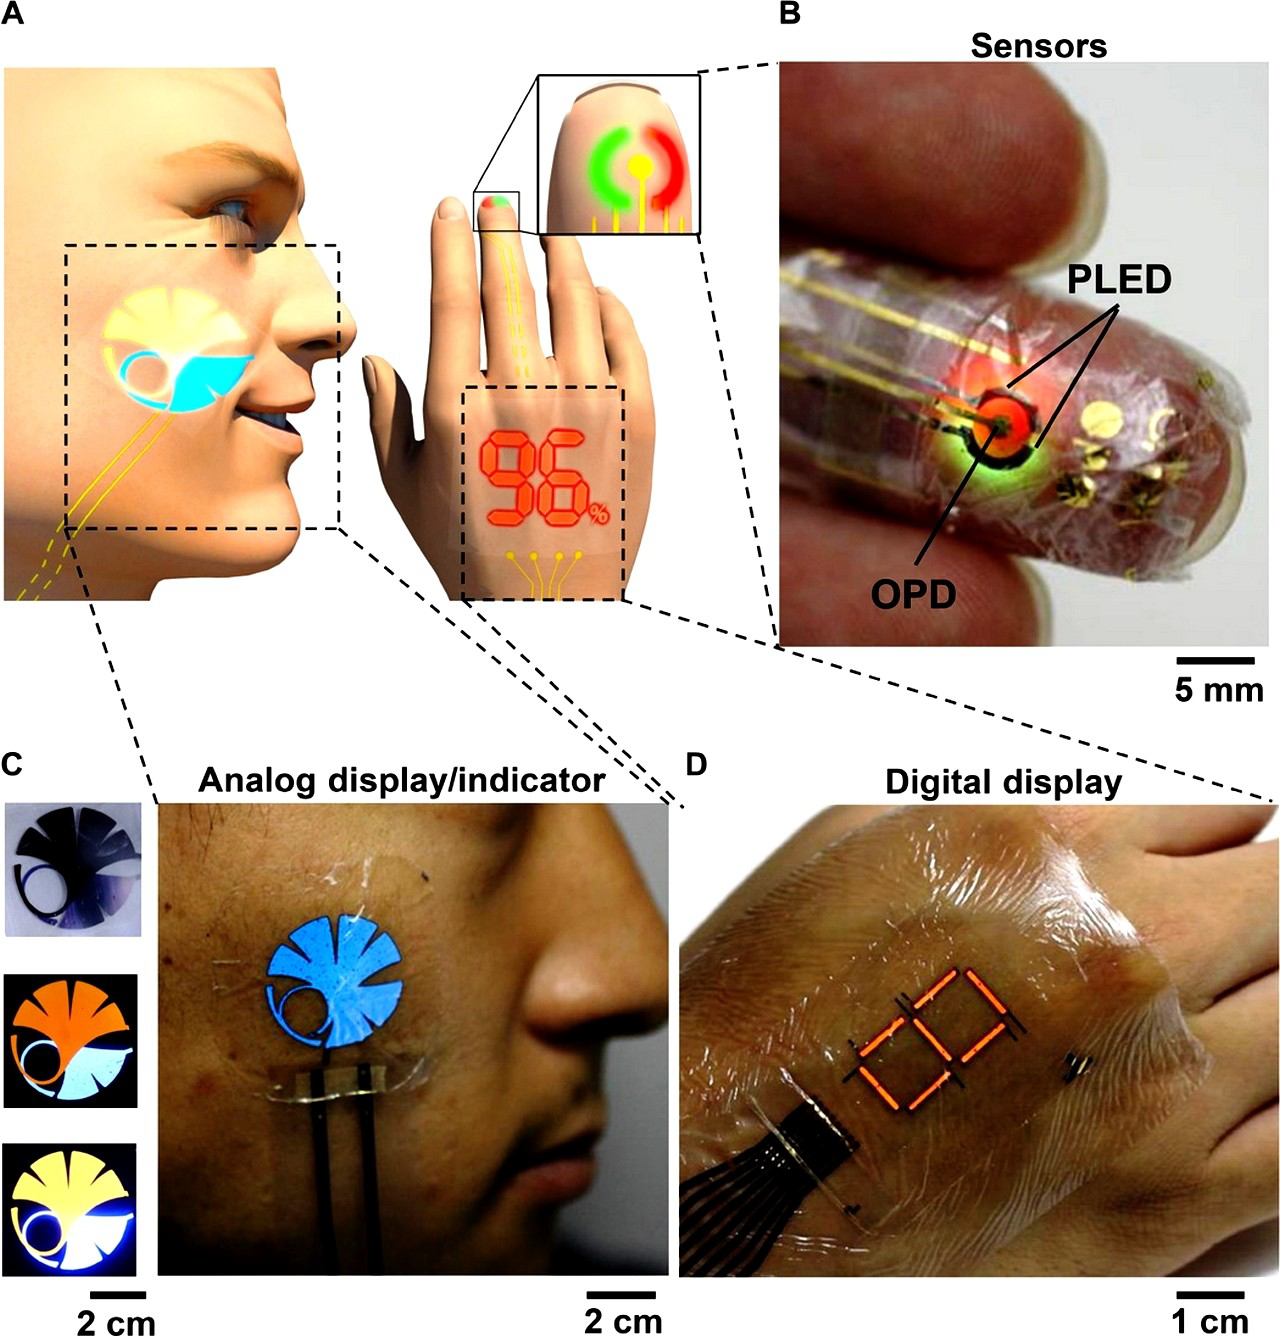 A
B
Sensors
96%
PLED
OPD
5 mm
C
Analog display/indicator
D
Digital display
2 cm
2 cm
1 cm